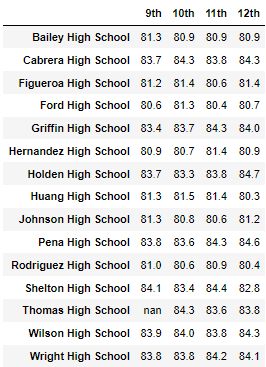 9th 10th 11th 12th
Bailey High School 81.3 80.9 80.9 80.9
Cabrera High School 83.7 84.3 83.8 84.3
Figueroa High School 81.2 81.4 80.6 81.4
Ford High School 80.6 81.3 80.4 80.7
Griffin High School 83.4 83.7 84.3 84.0
Hernandez High School 80.9 80.7 81.4 80.9
Holden High School 83.7 83.3 83.8 84.7
Huang High School 81.3 81.5 81.4 80.3
Johnson High School 81.3 80.8 80.6 81.2
Pena High School 83.8 83.6 84.3 84.6
Rodriguez High School 81.0 80.6 80.9 80.4
Shelton High School 84.1 83.4 84.4 82.8
Thomas High School nan 84.3 83.6 83.8
Wilson High School 83.9 84.0 83.8 84.3
Wright High School 83.8 83.8 84.2 84.1